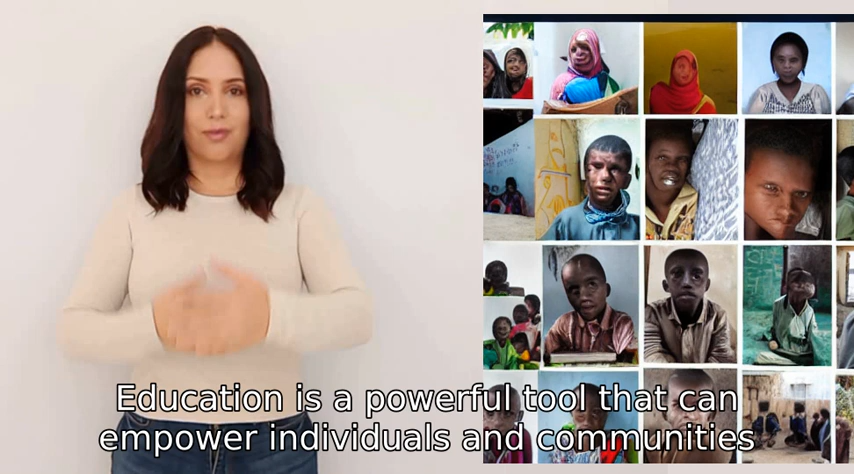 Education is a powerful tool that can
empower individuals and communities